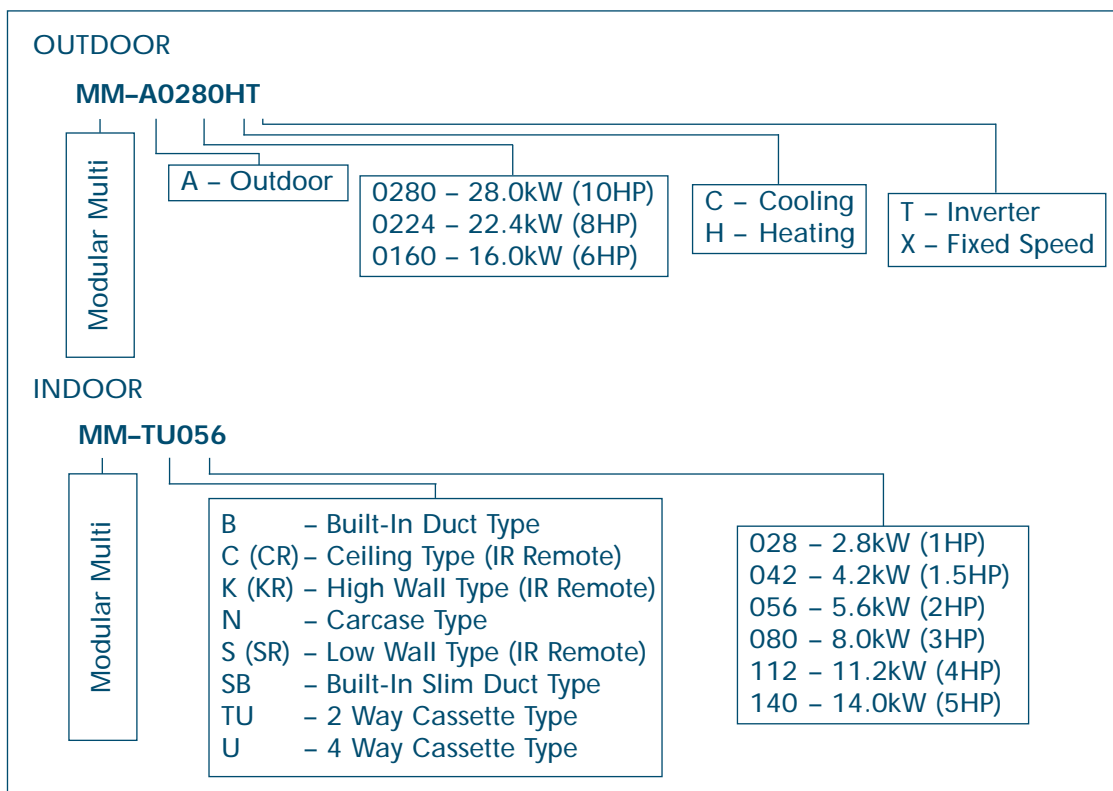 OUTDOOR
MM–A0280HT
Modular Multi
A – Outdoor
0280 – 28.0kW (10HP)
0224 – 22.4kW (8HP)
0160 – 16.0kW (6HP)
C – Cooling
H – Heating
T – Inverter
X – Fixed Speed
INDOOR
MM–TU056
Modular Multi
B – Built-In Duct Type
C (CR) – Ceiling Type (IR Remote)
K (KR) – High Wall Type (IR Remote)
N – Carcase Type
S (SR) – Low Wall Type (IR Remote)
SB – Built-In Slim Duct Type
TU – 2 Way Cassette Type
U – 4 Way Cassette Type
028 – 2.8kW (1HP)
042 – 4.2kW (1.5HP)
056 – 5.6kW (2HP)
080 – 8.0kW (3HP)
112 – 11.2kW (4HP)
140 – 14.0kW (5HP)